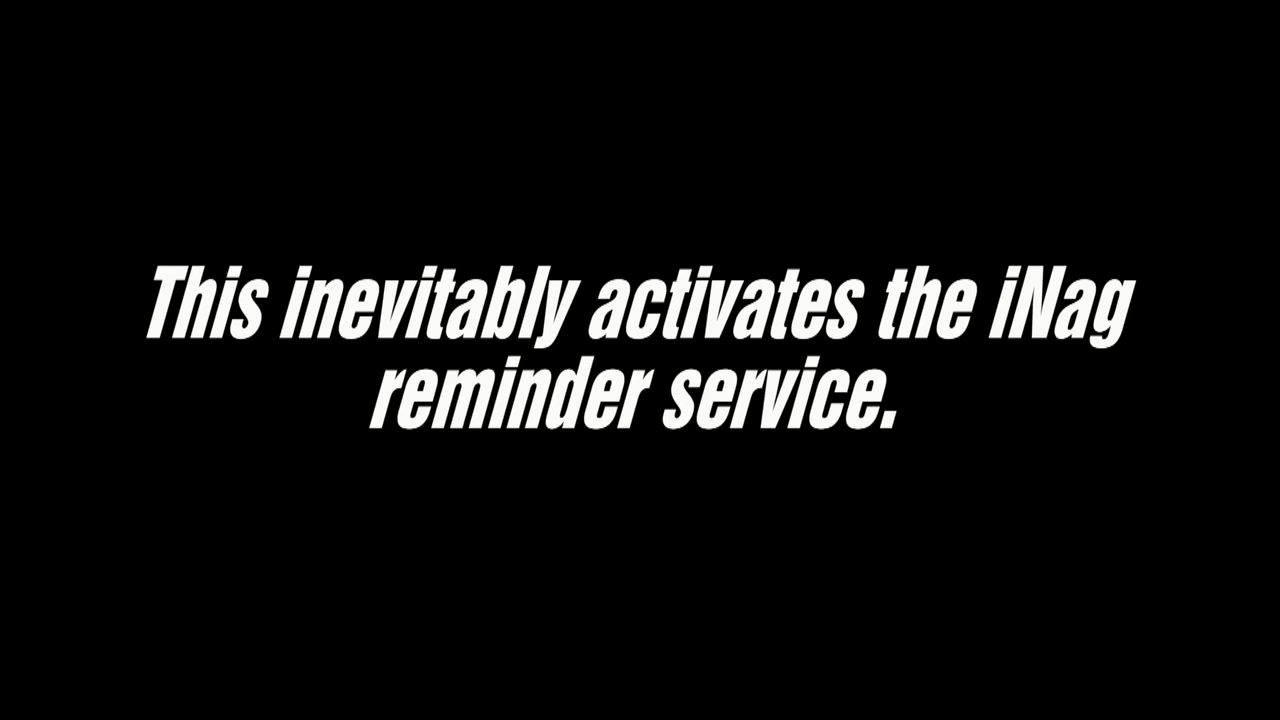 This inevitably activates the iNag
reminder service.